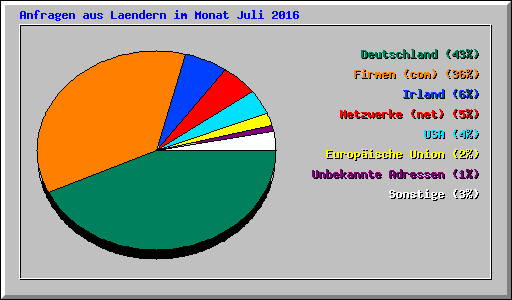 Anfragen aus Laendern im Monat Juli 2016
Deutschland (43%)
Firmen (com) (36%)
Irland (6%)
Netzwerke (net) (5%)
USA (4%)
Europäische Union (2%)
Unbekannte Adressen (1%)
Sonstige (3%)